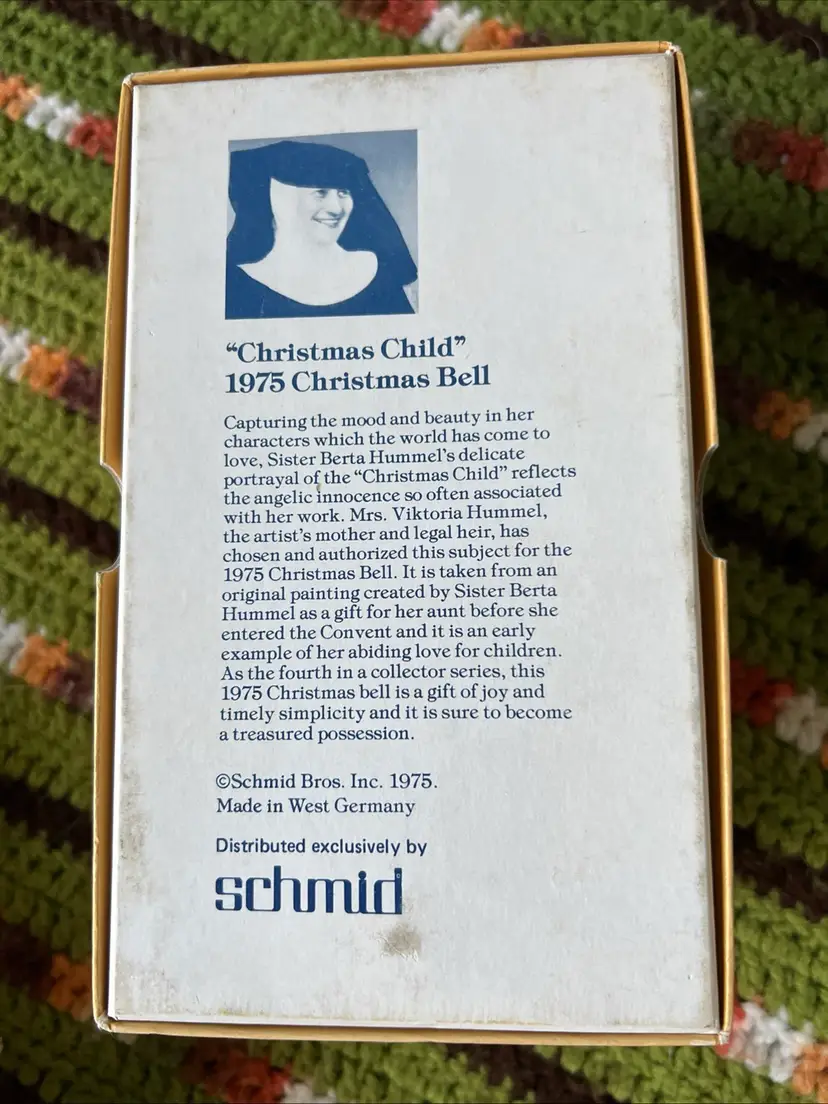 “Christmas Child”
1975 Christmas Bell
Capturing the mood and beauty in her
characters which the world has come to
love, Sister Berta Hummel’s delicate
portrayal of the “Christmas Child” reflects
the angelic innocence so often associated
with her work. Mrs. Viktoria Hummel,
the artist’s mother and legal heir, has
chosen and authorized this subject for the
1975 Christmas Bell. It is taken from an
original painting created by Sister Berta
Hummel as a gift for her aunt before she
entered the Convent and it is an early
example of her abiding love for children.
As the fourth in a collector series, this
1975 Christmas bell is a gift of joy and
timely simplicity and it is sure to become
a treasured possession.
©Schmid Bros. Inc. 1975.
Made in West Germany
Distributed exclusively by
schmid